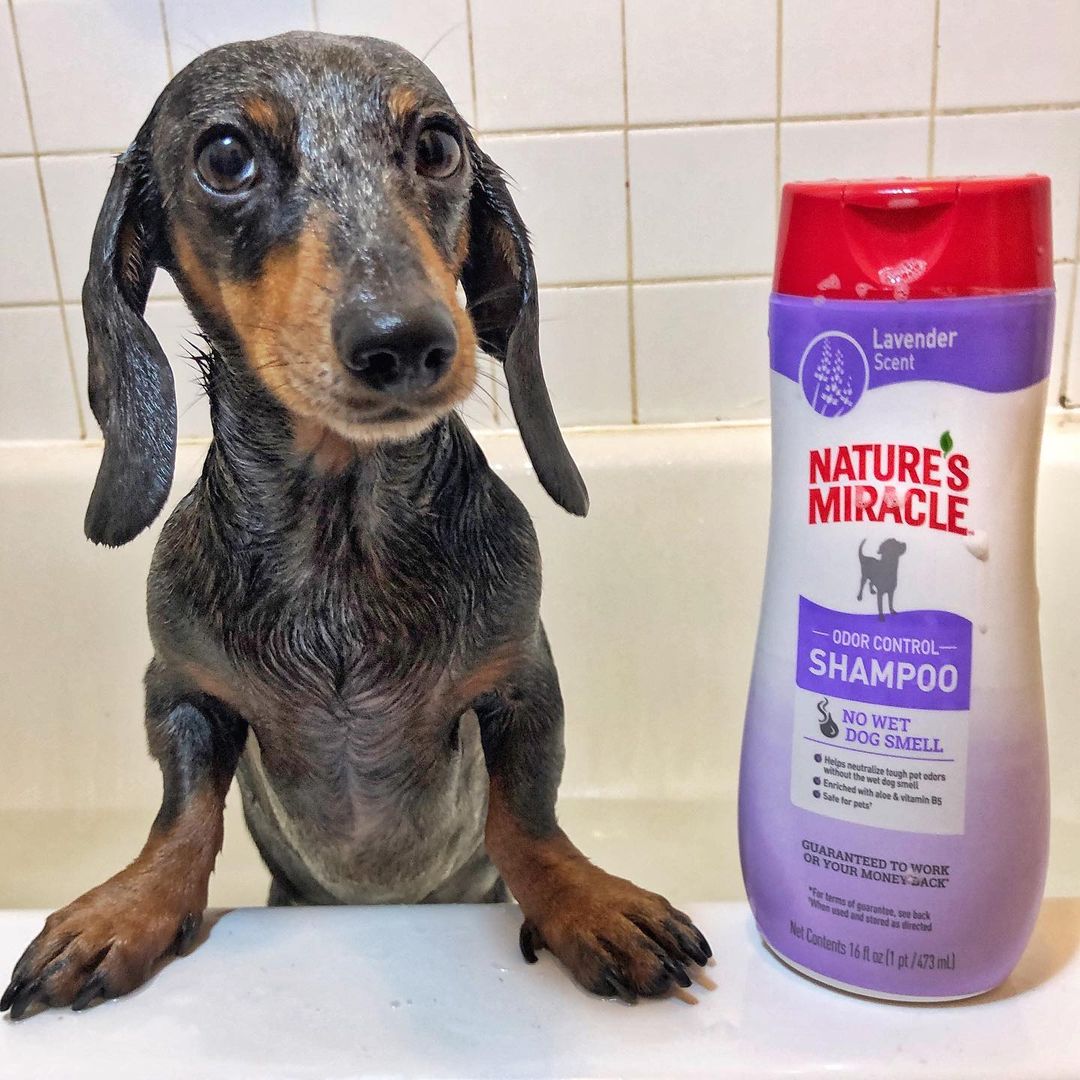 Lavender
Scent
NATURE'S
MIRACLE™
ODOR CONTROL
SHAMPOO
NO WET
DOG SMELL
Helps neutralize tough pet odors
without the wet dog smell
Enriched with aloe & vitamin B5
Safe for pets*
GUARANTEED TO WORK
OR YOUR MONEY BACK*
*For terms of guarantee, see back
*When used and stored as directed
Net Contents 16 fl oz (1 pt / 473 mL)